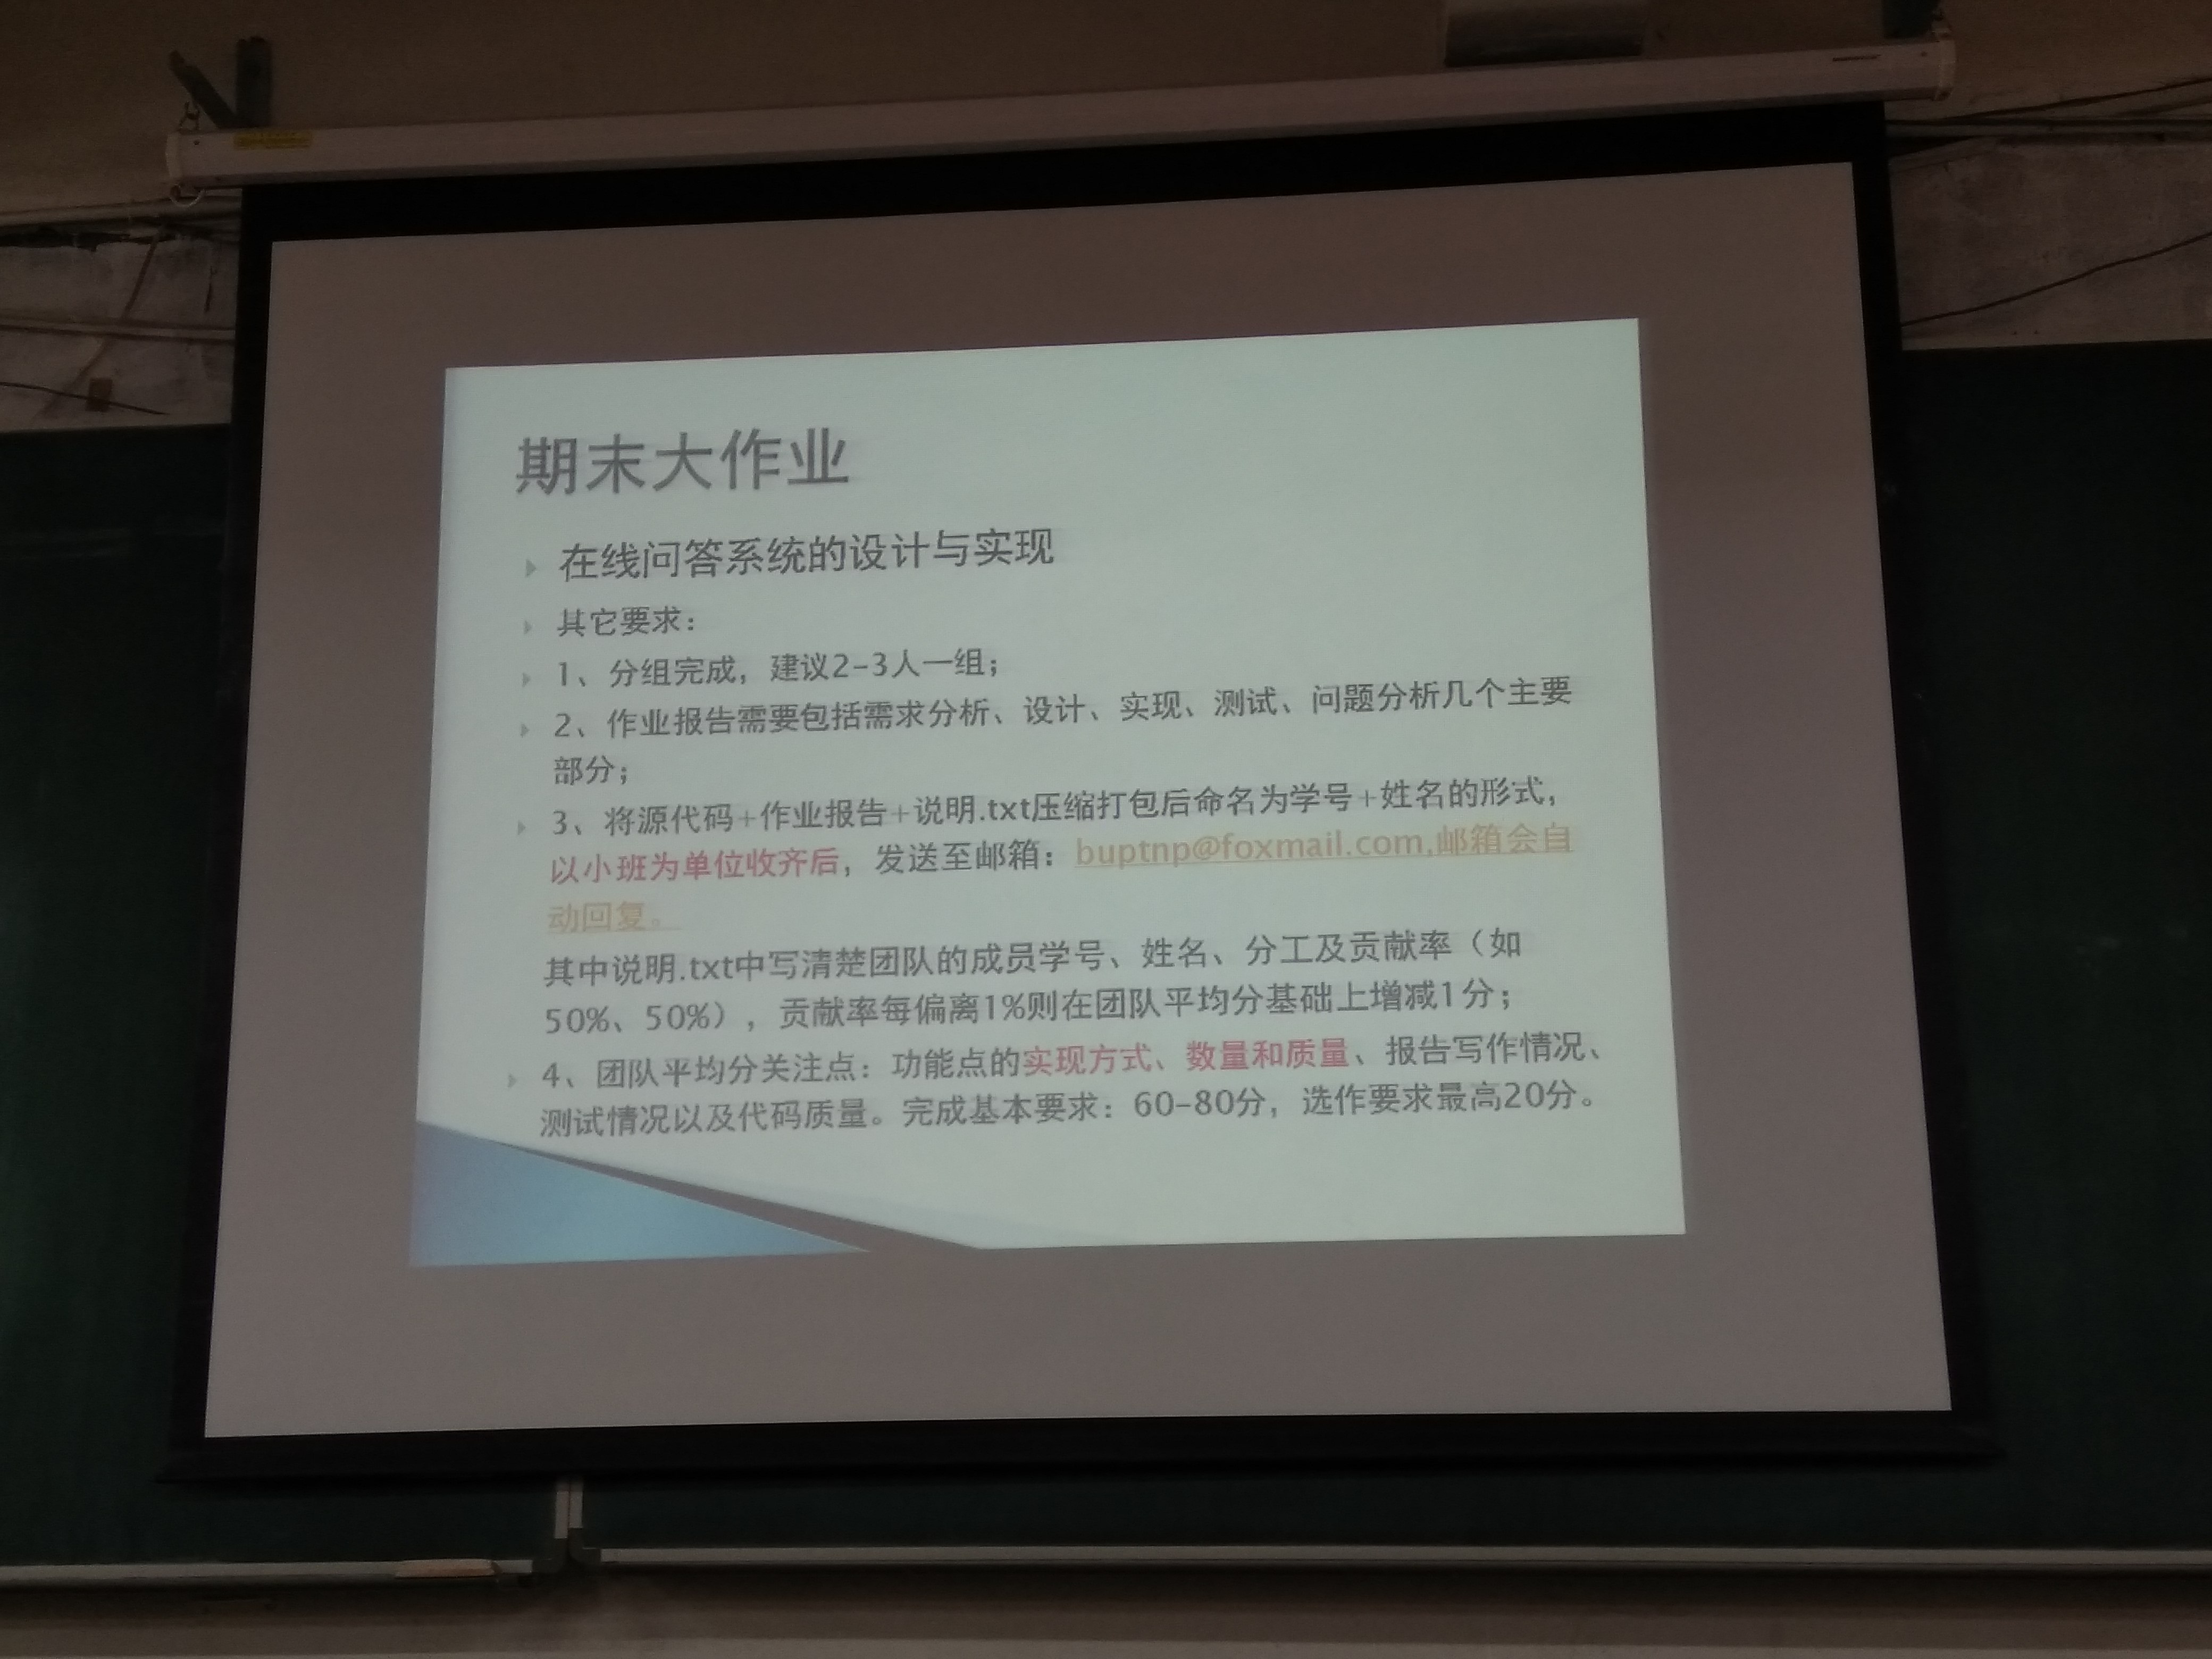 期末大作业
在线问答系统的设计与实现
其它要求：
1、分组完成，建议2-3人一组；
2、作业报告需要包括需求分析、设计、实现、测试、问题分析几个主要
部分；
3、将源代码+作业报告+说明.txt压缩打包后命名为学号+姓名的形式，
以小班为单位收齐后，发送至邮箱：buptnp@foxmail.com,邮箱会自
动回复。
其中说明.txt中写清楚团队的成员学号、姓名、分工及贡献率（如
50%、50%），贡献率每偏离1%则在团队平均分基础上增减1分；
4、团队平均分关注点：功能点的实现方式、数量和质量、报告写作情况、
测试情况以及代码质量。完成基本要求：60-80分，选作要求最高20分。